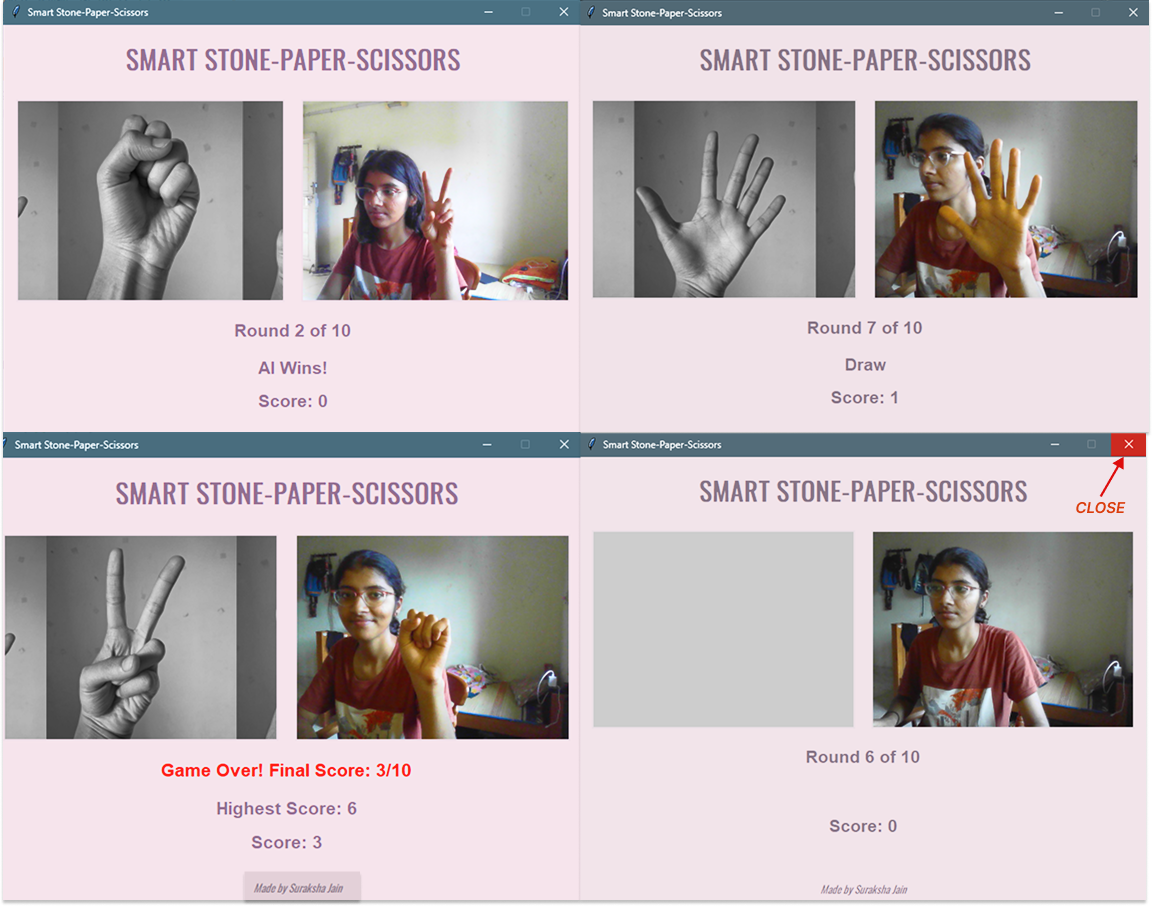 Smart Stone-Paper-Scissors
SMART STONE-PAPER-SCISSORS
Round 2 of 10
AI Wins!
Score: 0
Smart Stone-Paper-Scissors
SMART STONE-PAPER-SCISSORS
Round 7 of 10
Draw
Score: 1
Smart Stone-Paper-Scissors
SMART STONE-PAPER-SCISSORS
Game Over! Final Score: 3/10
Highest Score: 6
Score: 3
Made by Suraksha Jain
Smart Stone-Paper-Scissors
CLOSE
SMART STONE-PAPER-SCISSORS
Round 6 of 10
Score: 0
Made by Suraksha Jain